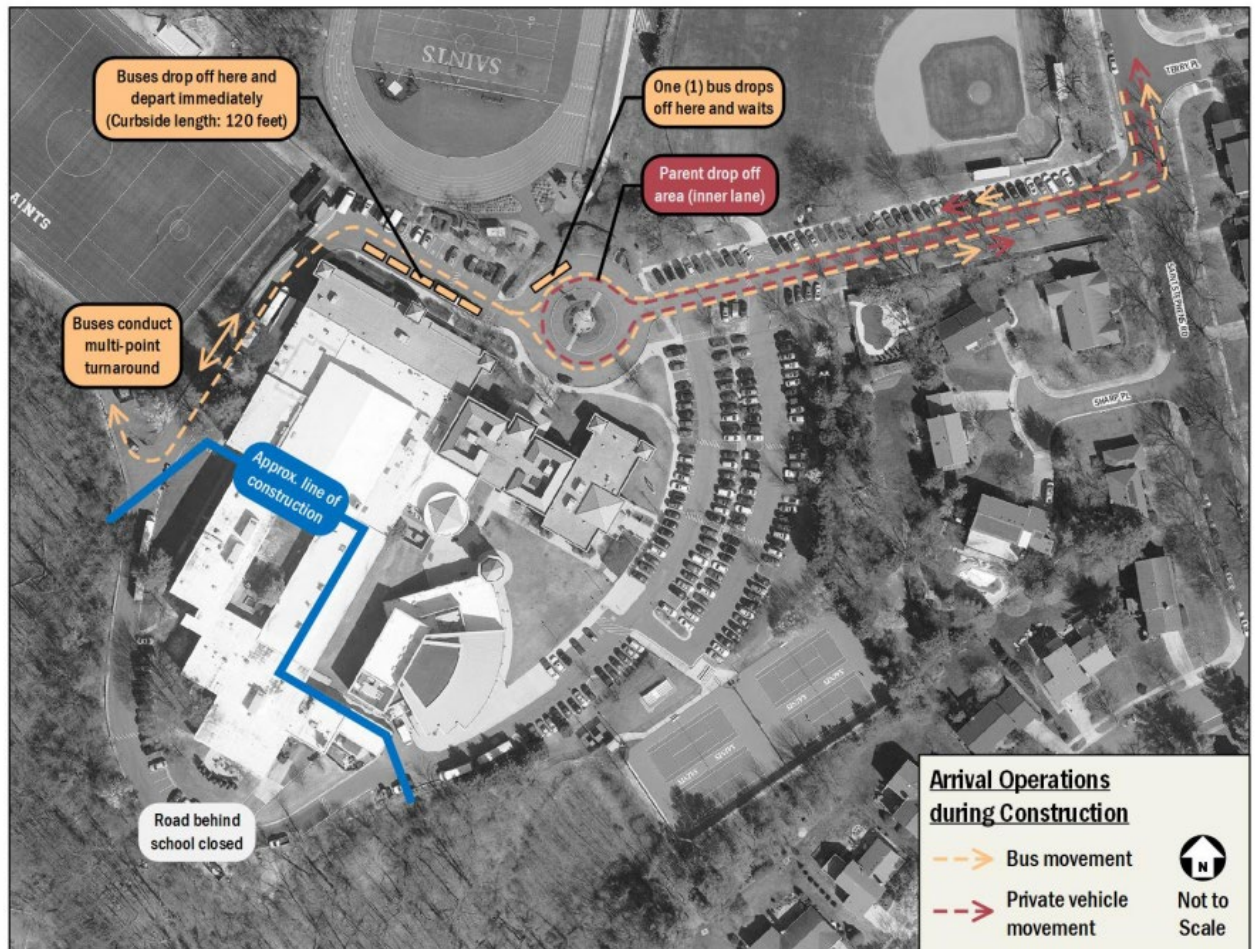 SAINTS
Buses drop off here and
depart immediately
(Curbside length: 120 feet)
One (1) bus drops
off here and waits
TERRY PL
Parent drop off
area (inner lane)
SAINTS
SAINT STEPHENS RD
Buses conduct
multi-point
turnaround
SHARP PL
Approx. line of
construction
Road behind
school closed
Arrival Operations
during Construction
Bus movement
Private vehicle
movement
N
Not to
Scale